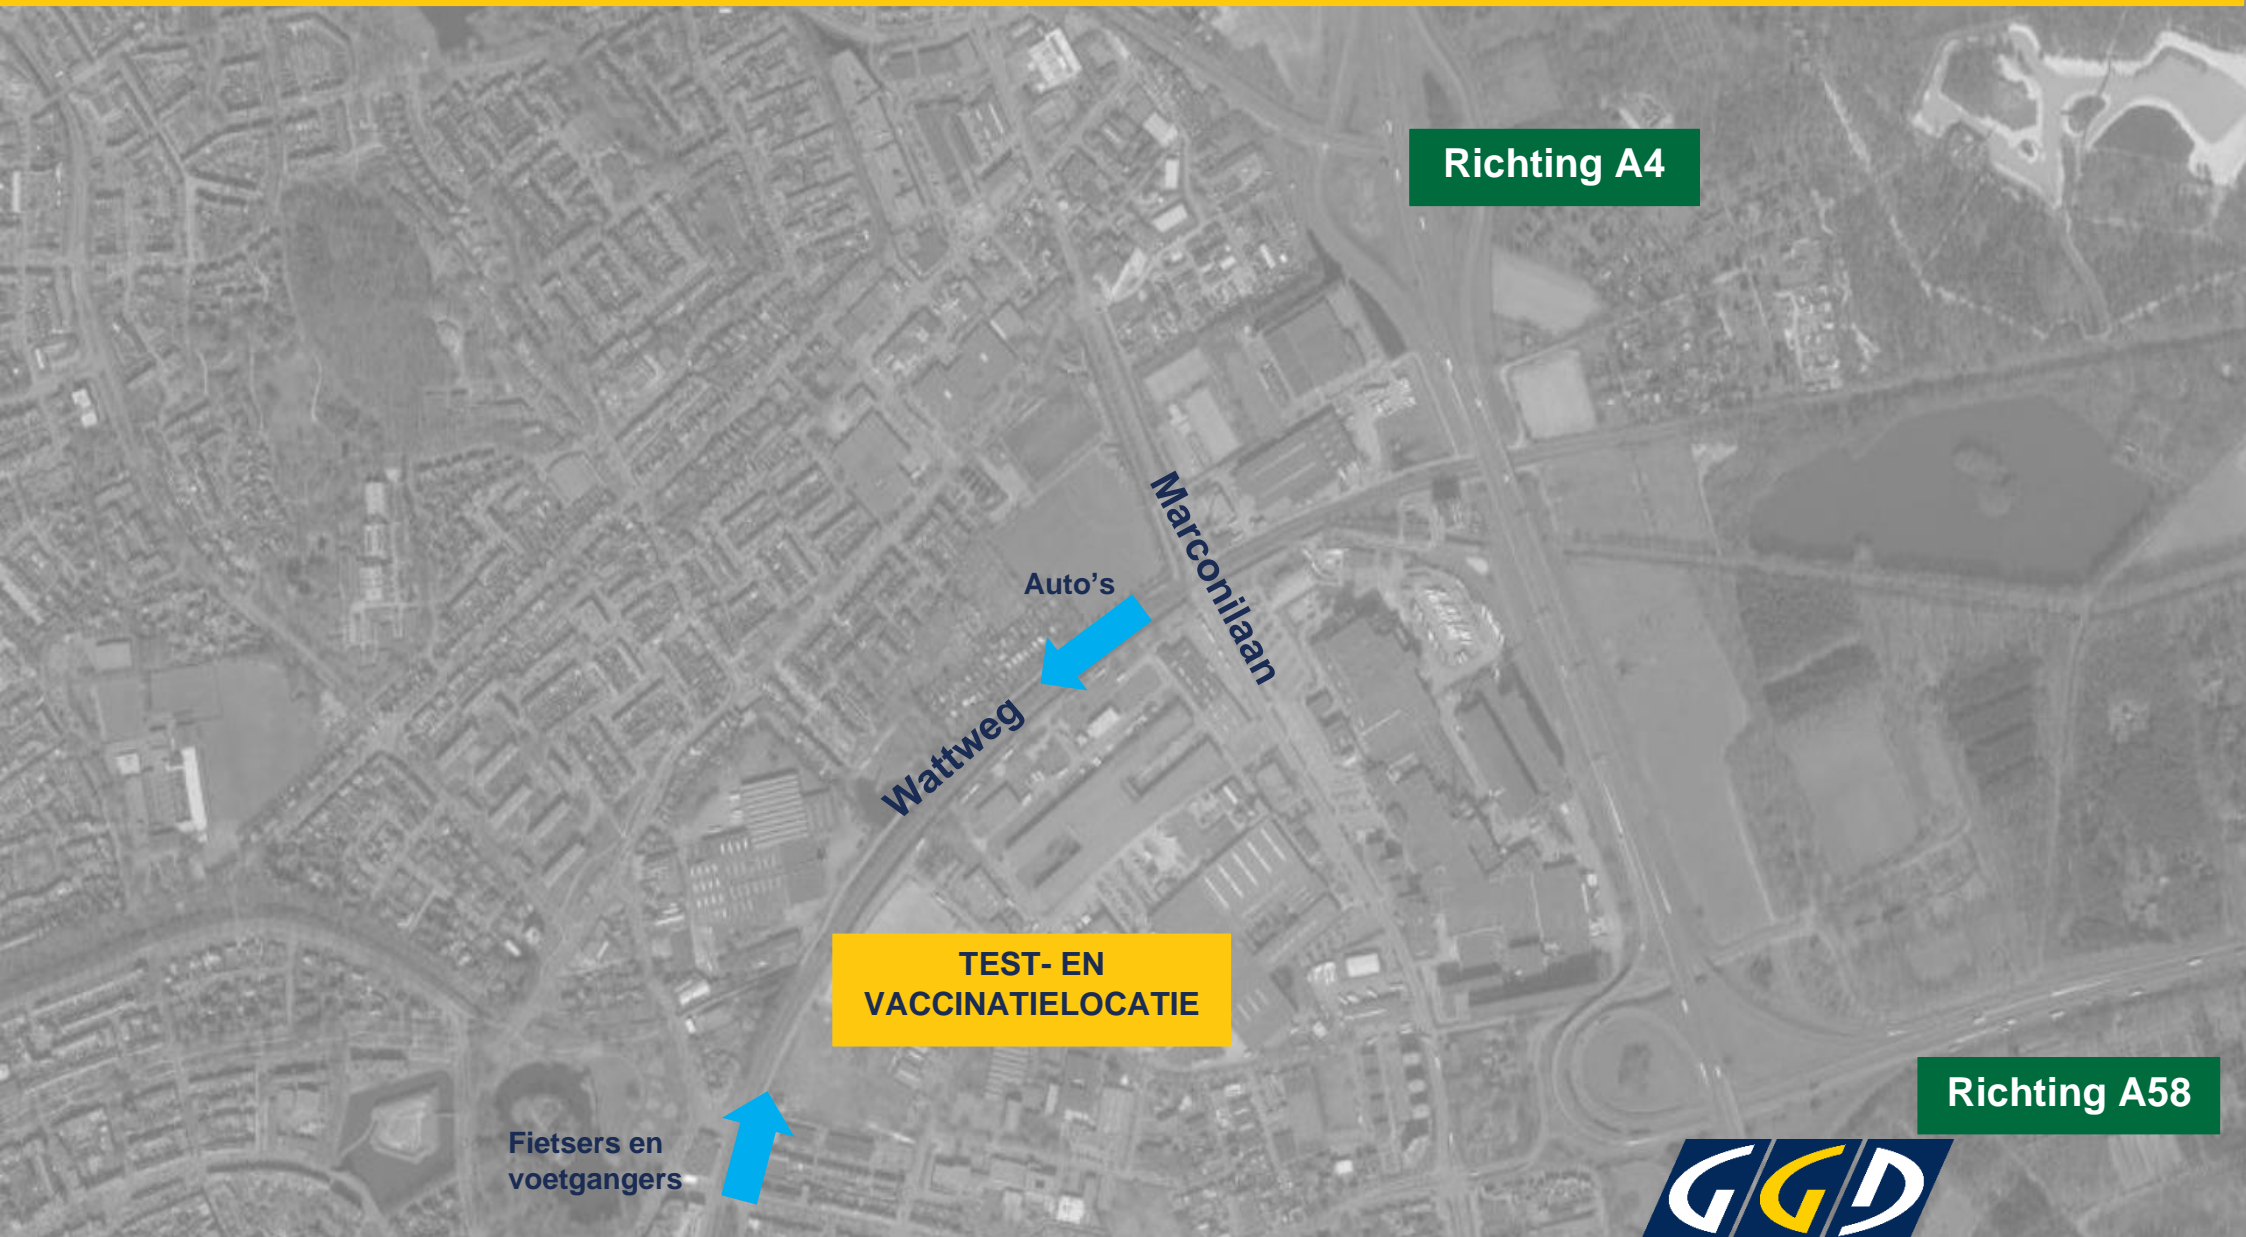 Richting A4
Marconilaan
Auto's
Wattweg
TEST- EN
VACCINATIELOCATIE
Richting A58
Fietsers en
voetgangers
GGD